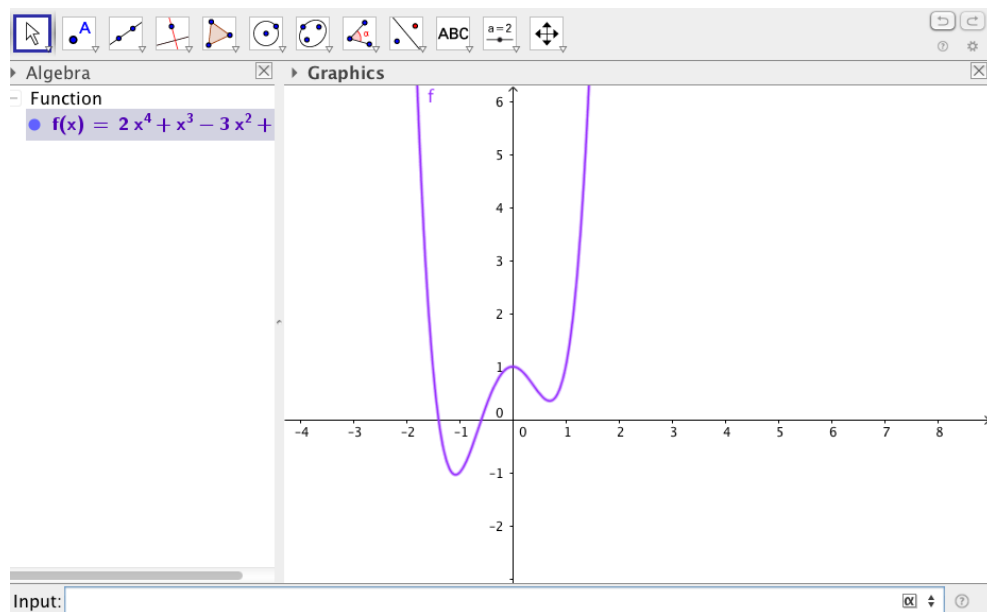 A α ABC a=2
Algebra Graphics
Function
f(x) = 2 x⁴ + x³ − 3 x² +
f
6
5
4
3
2
1
0
-4 -3 -2 -1 0 1 2 3 4 5 6 7 8
-1
-2
Input: α